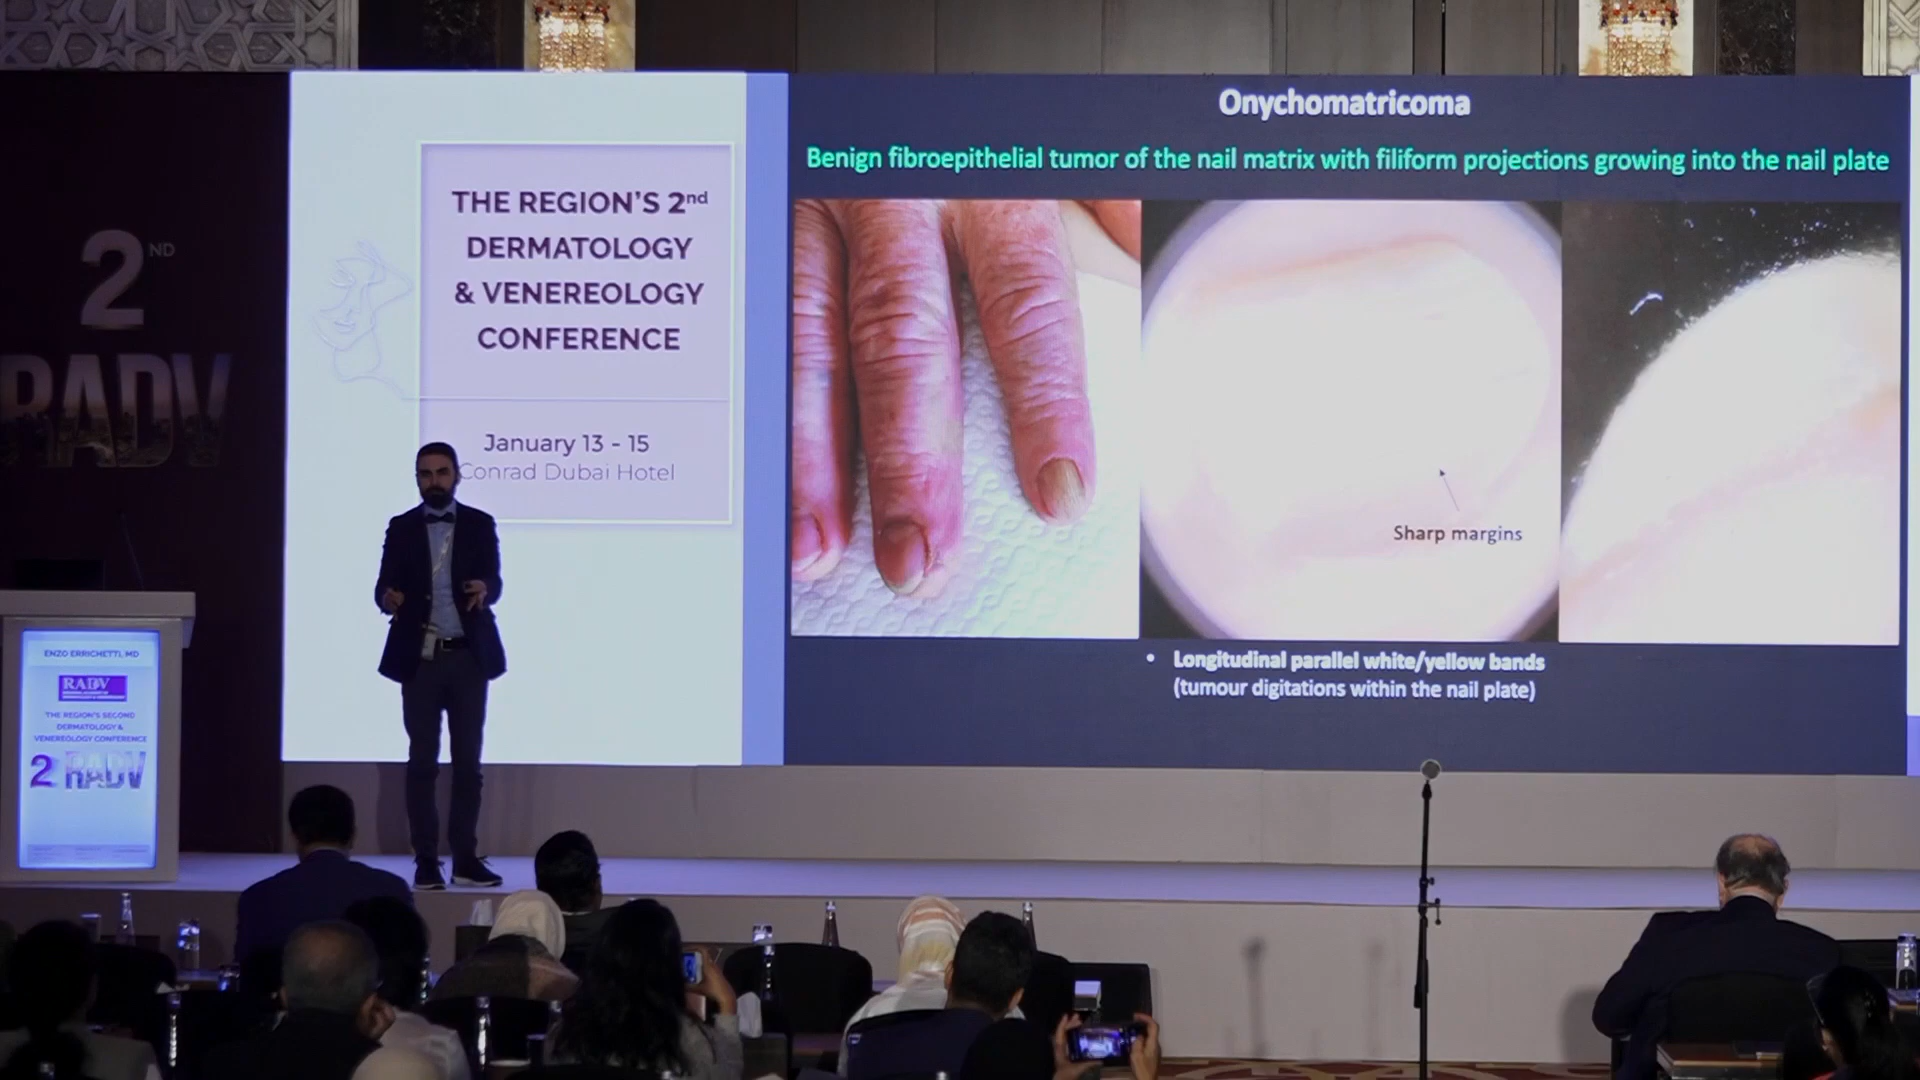 2ND
RADV
THE REGION'S 2nd
DERMATOLOGY
& VENEREOLOGY
CONFERENCE
January 13 - 15
Conrad Dubai Hotel
Onychomatricoma
Benign fibroepithelial tumor of the nail matrix with filiform projections growing into the nail plate
Sharp margins
• Longitudinal parallel white/yellow bands
(tumour digitations within the nail plate)
ENZO ERRICHETTI, MD
RADV
THE REGION'S SECOND
DERMATOLOGY &
VENEREOLOGY CONFERENCE
2 RADV